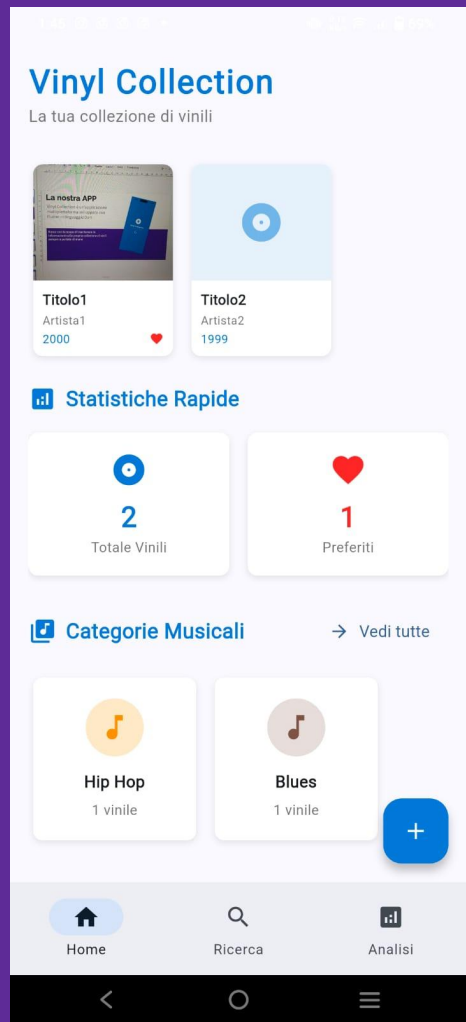 Vinyl Collection
La tua collezione di vinili
La nostra APP
Titolo1
Artista1
2000
Titolo2
Artista2
1999
Statistiche Rapide
2
Totale Vinili
1
Preferiti
Categorie Musicali
Vedi tutte
Hip Hop
1 vinile
Blues
1 vinile
+
Home
Ricerca
Analisi